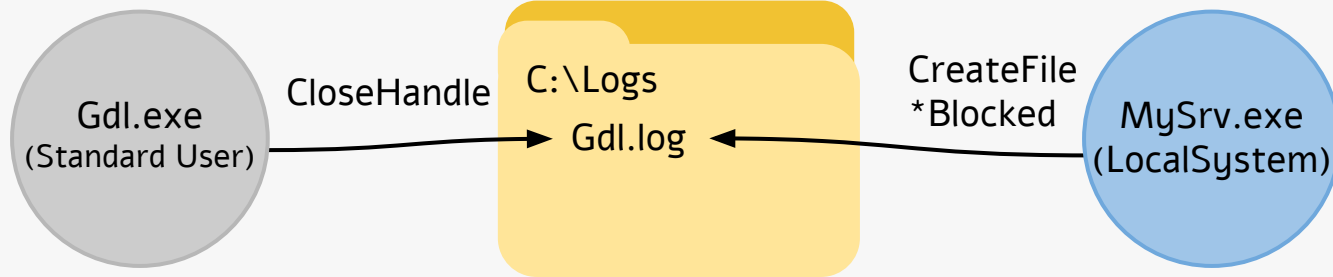 Gdl.exe
(Standard User)
CloseHandle
C:\Logs
Gdl.log
CreateFile
*Blocked
MySrv.exe
(LocalSystem)